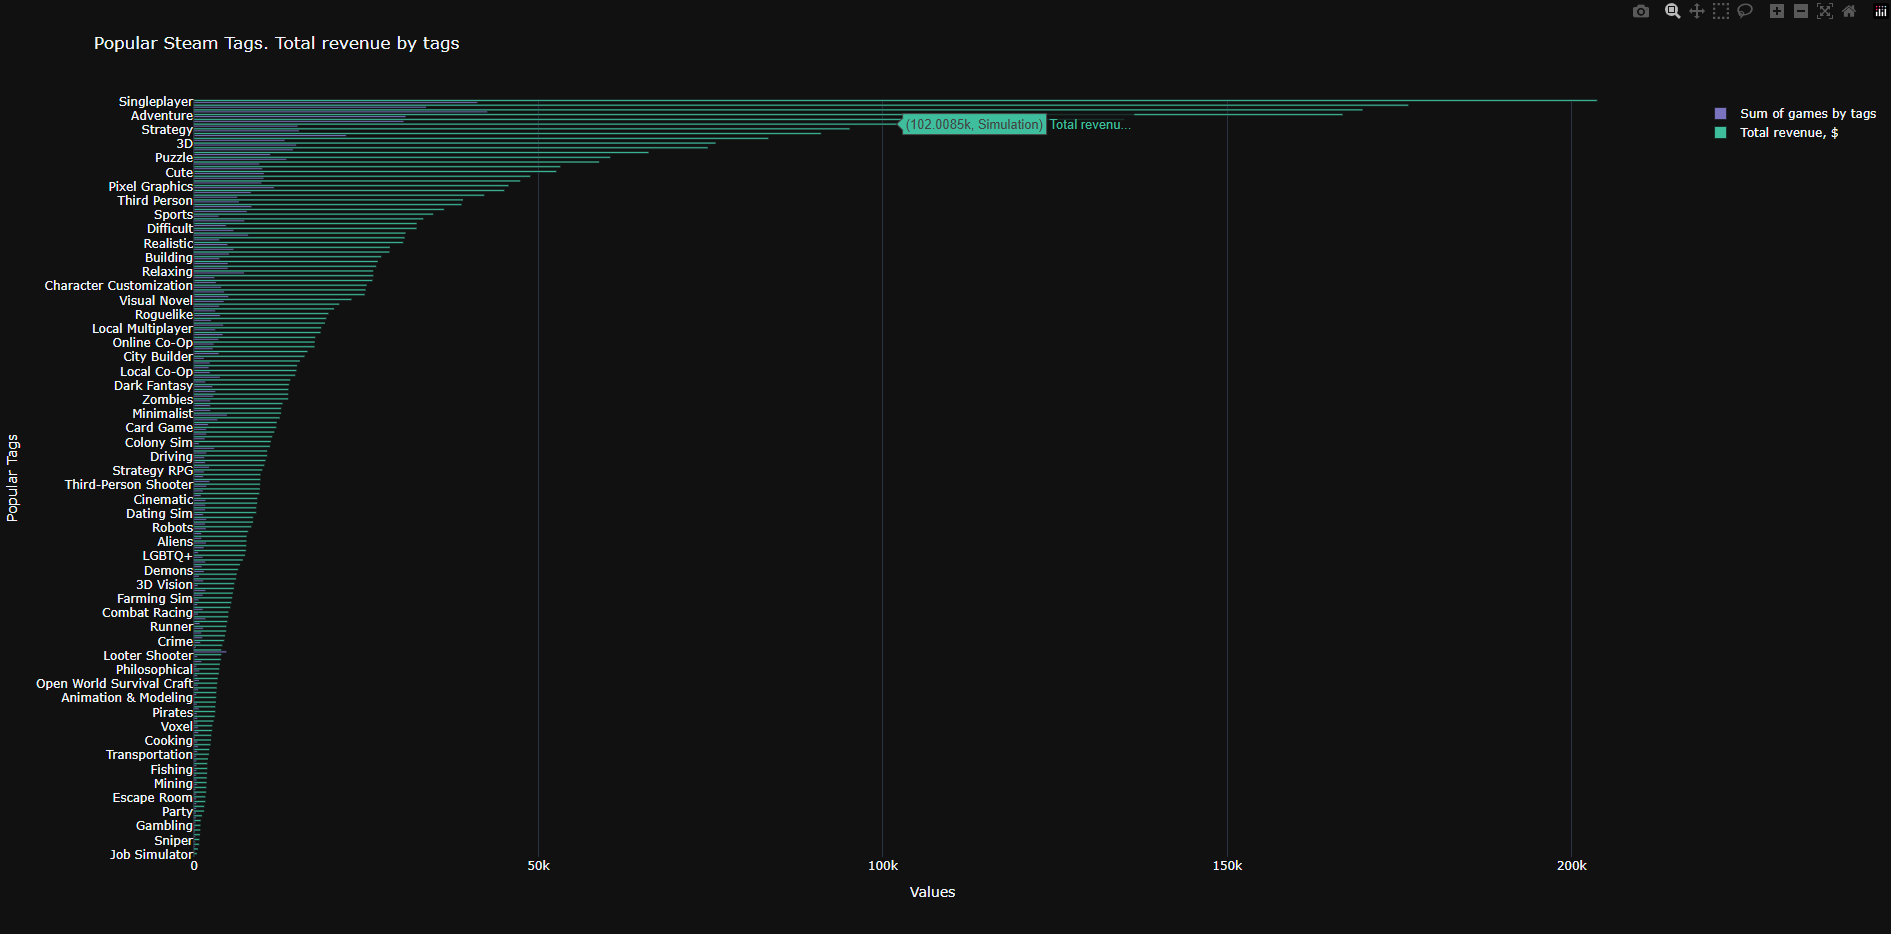 Popular Steam Tags. Total revenue by tags
Sum of games by tags
Total revenue, $
(102.0085k, Simulation)
Total revenu...
Popular Tags
Singleplayer
Adventure
Strategy
3D
Puzzle
Cute
Pixel Graphics
Third Person
Sports
Difficult
Realistic
Building
Relaxing
Character Customization
Visual Novel
Roguelike
Local Multiplayer
Online Co-Op
City Builder
Local Co-Op
Dark Fantasy
Zombies
Minimalist
Card Game
Colony Sim
Driving
Strategy RPG
Third-Person Shooter
Cinematic
Dating Sim
Robots
Aliens
LGBTQ+
Demons
3D Vision
Farming Sim
Combat Racing
Runner
Crime
Looter Shooter
Philosophical
Open World Survival Craft
Animation & Modeling
Pirates
Voxel
Cooking
Transportation
Fishing
Mining
Escape Room
Party
Gambling
Sniper
Job Simulator
0 50k 100k 150k 200k
Values